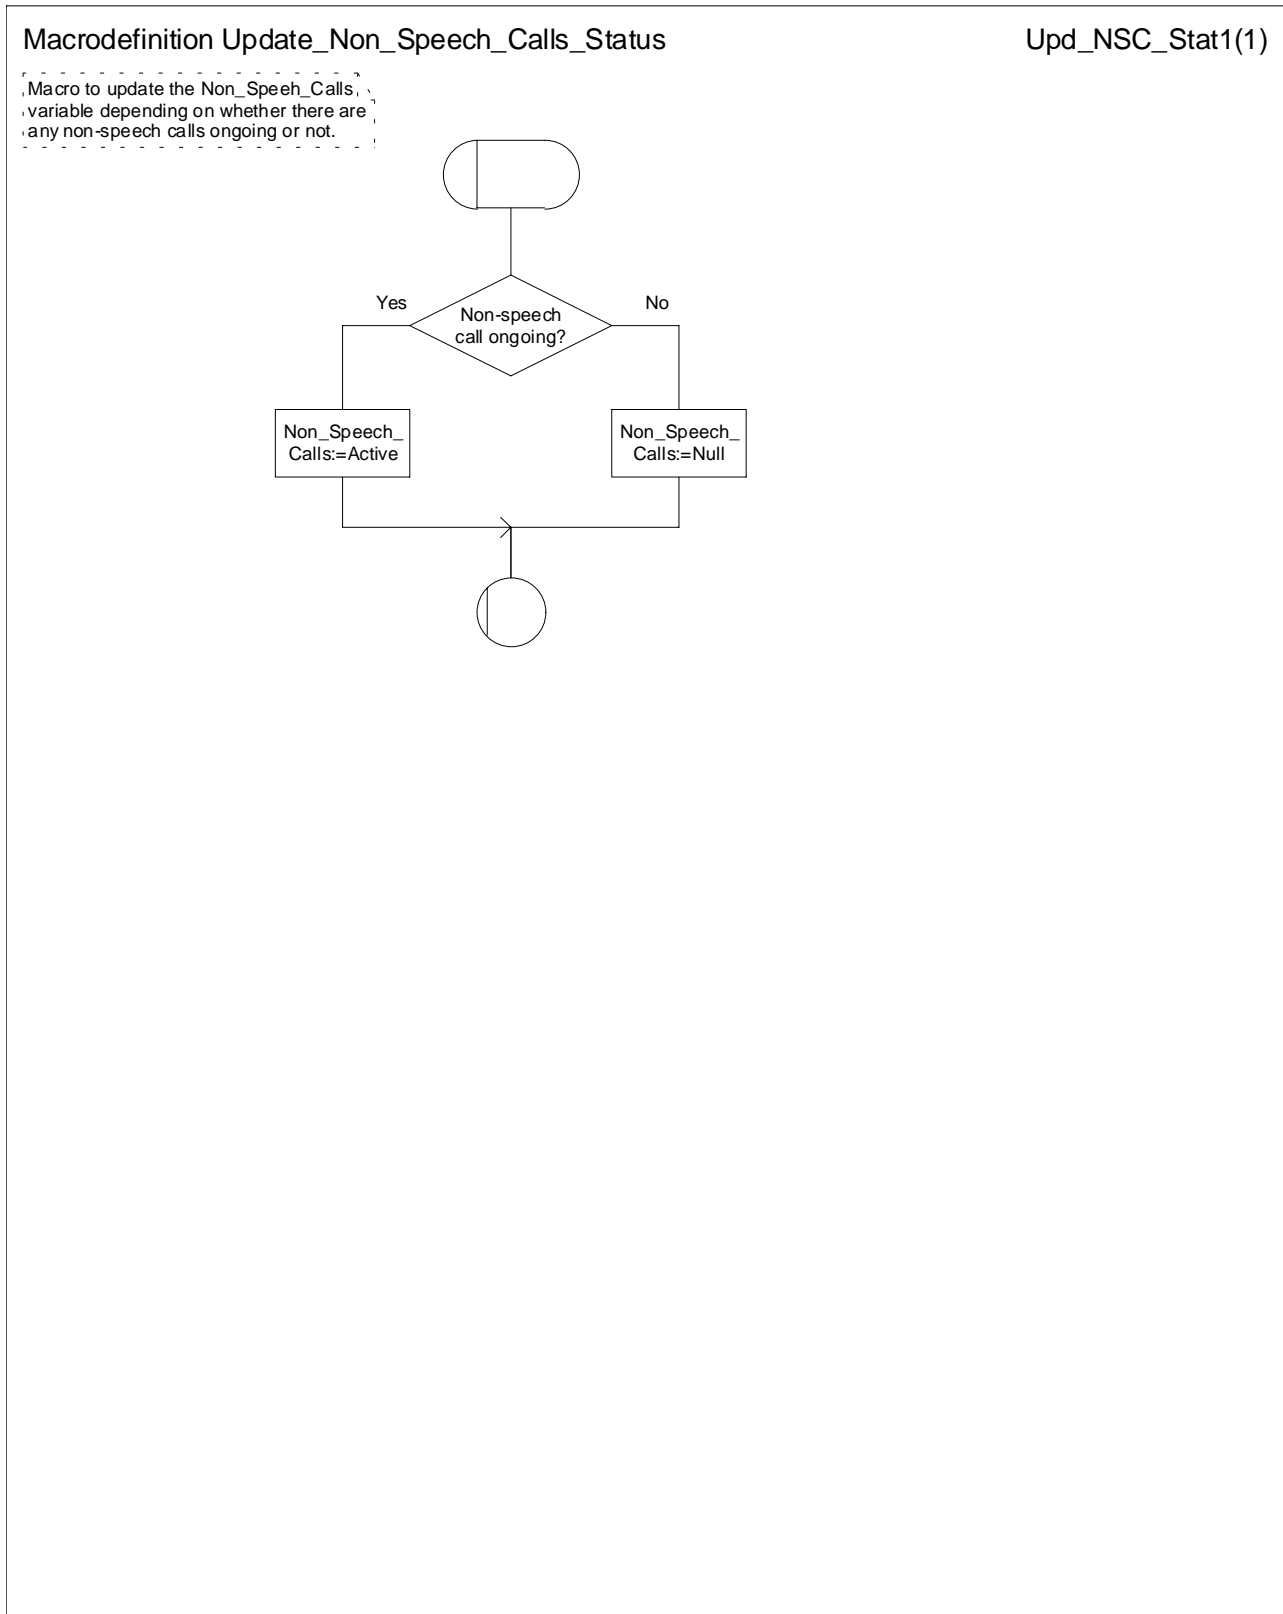 Macrodefinition Update_Non_Speech_Calls_Status
Upd_NSC_Stat1(1)
Macro to update the Non_Speeh_Calls
variable depending on whether there are
any non-speech calls ongoing or not.
Yes
No
Non-speech
call ongoing?
Non_Speech_
Calls:=Active
Non_Speech_
Calls:=Null